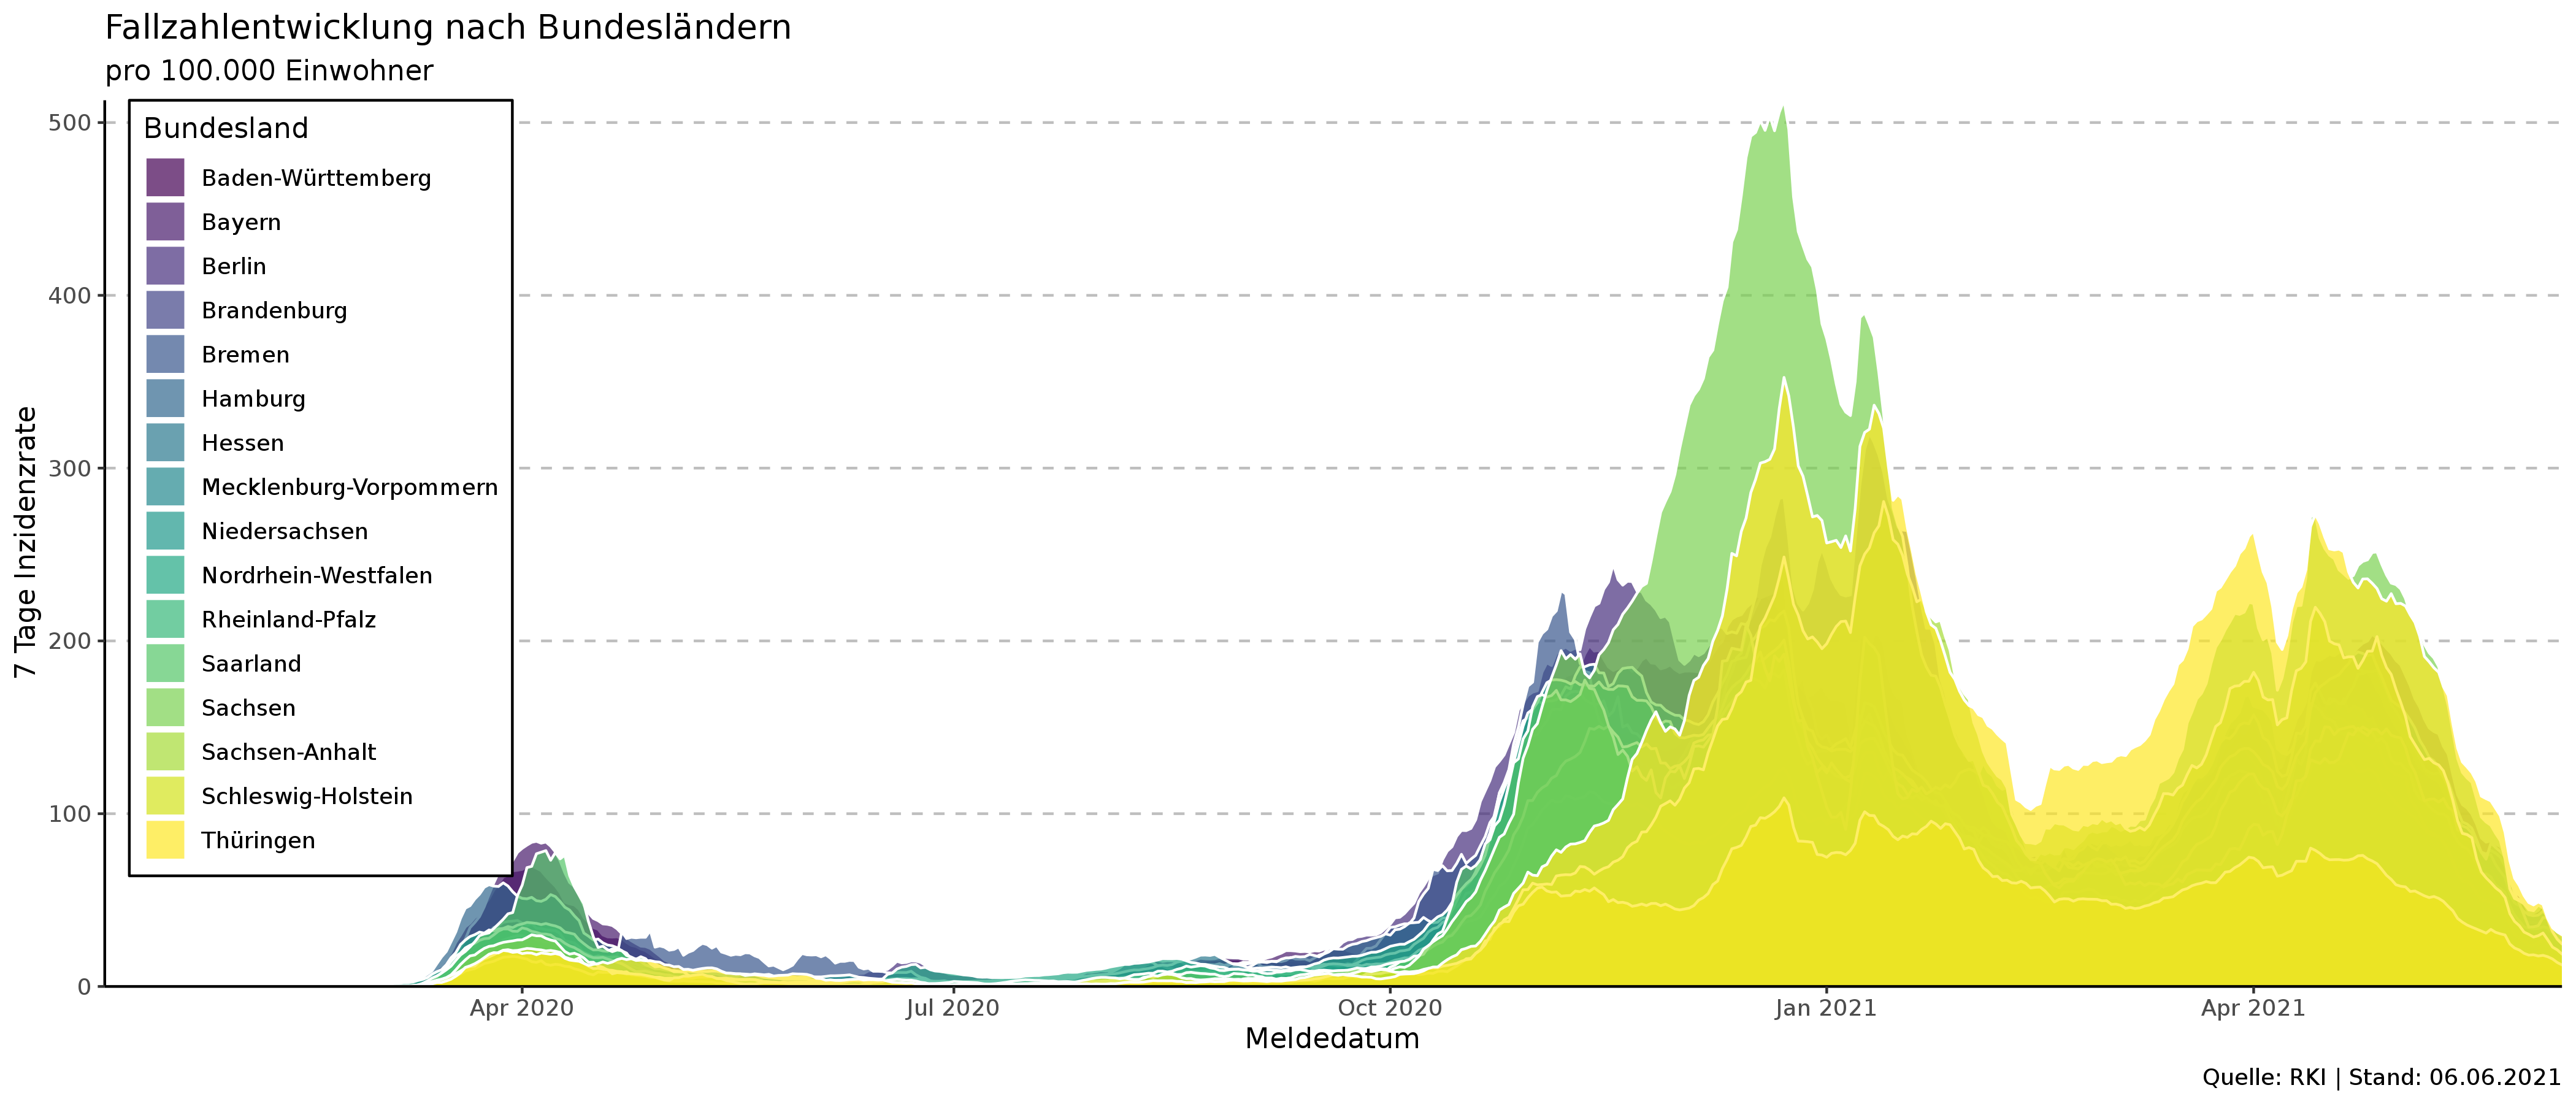 Fallzahlentwicklung nach Bundesländern
pro 100.000 Einwohner
Bundesland
Baden-Württemberg
Bayern
Berlin
Brandenburg
Bremen
Hamburg
Hessen
Mecklenburg-Vorpommern
Niedersachsen
Nordrhein-Westfalen
Rheinland-Pfalz
Saarland
Sachsen
Sachsen-Anhalt
Schleswig-Holstein
Thüringen
7 Tage Inzidenzrate
500
400
300
200
100
0
Apr 2020
Jul 2020
Oct 2020
Jan 2021
Apr 2021
Meldedatum
Quelle: RKI | Stand: 06.06.2021